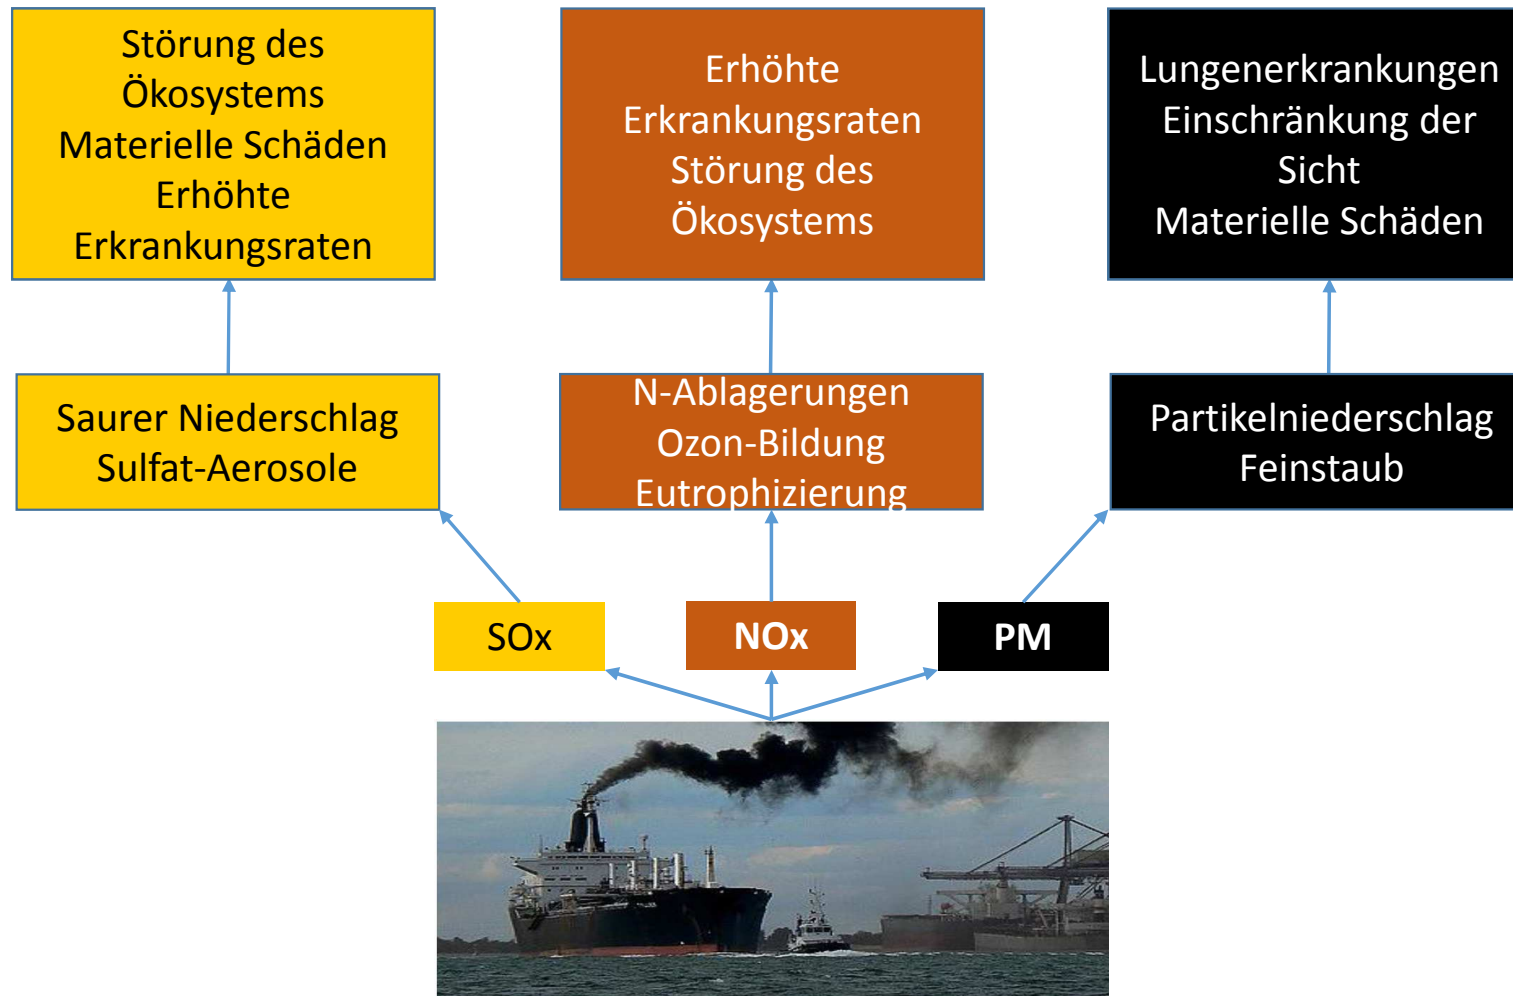 Störung des
Ökosystems
Materielle Schäden
Erhöhte
Erkrankungsraten
Erhöhte
Erkrankungsraten
Störung des
Ökosystems
Lungenerkrankungen
Einschränkung der
Sicht
Materielle Schäden
Saurer Niederschlag
Sulfat-Aerosole
N-Ablagerungen
Ozon-Bildung
Eutrophizierung
Partikelniederschlag
Feinstaub
SOx
NOx
PM